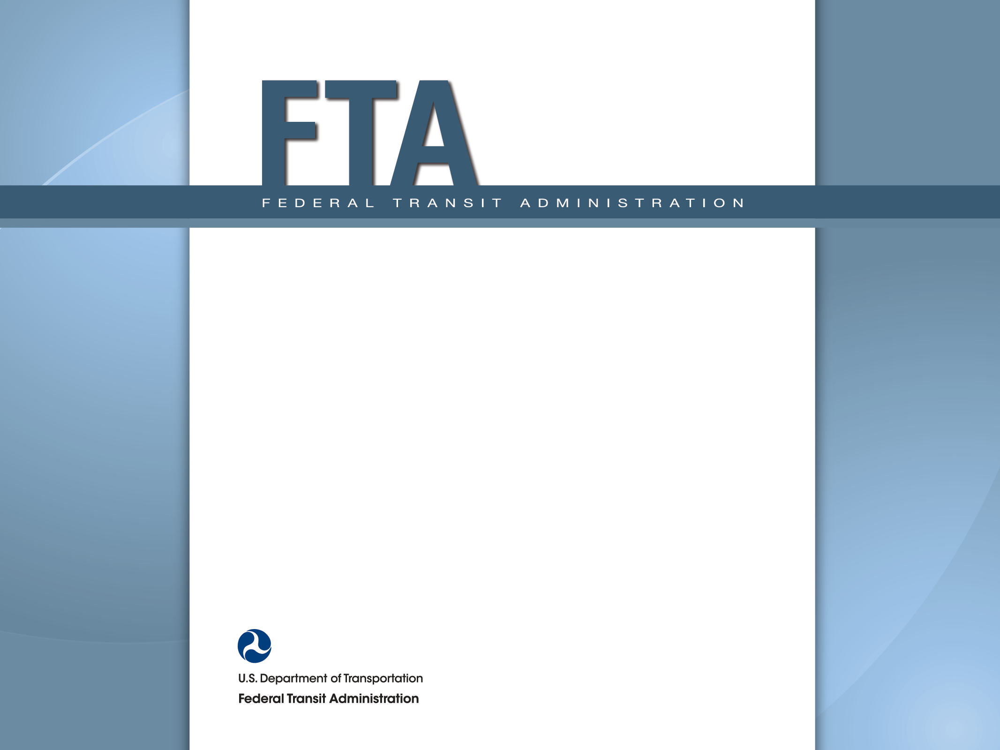 FTA
FEDERAL TRANSIT ADMINISTRATION
U.S. Department of Transportation
Federal Transit Administration